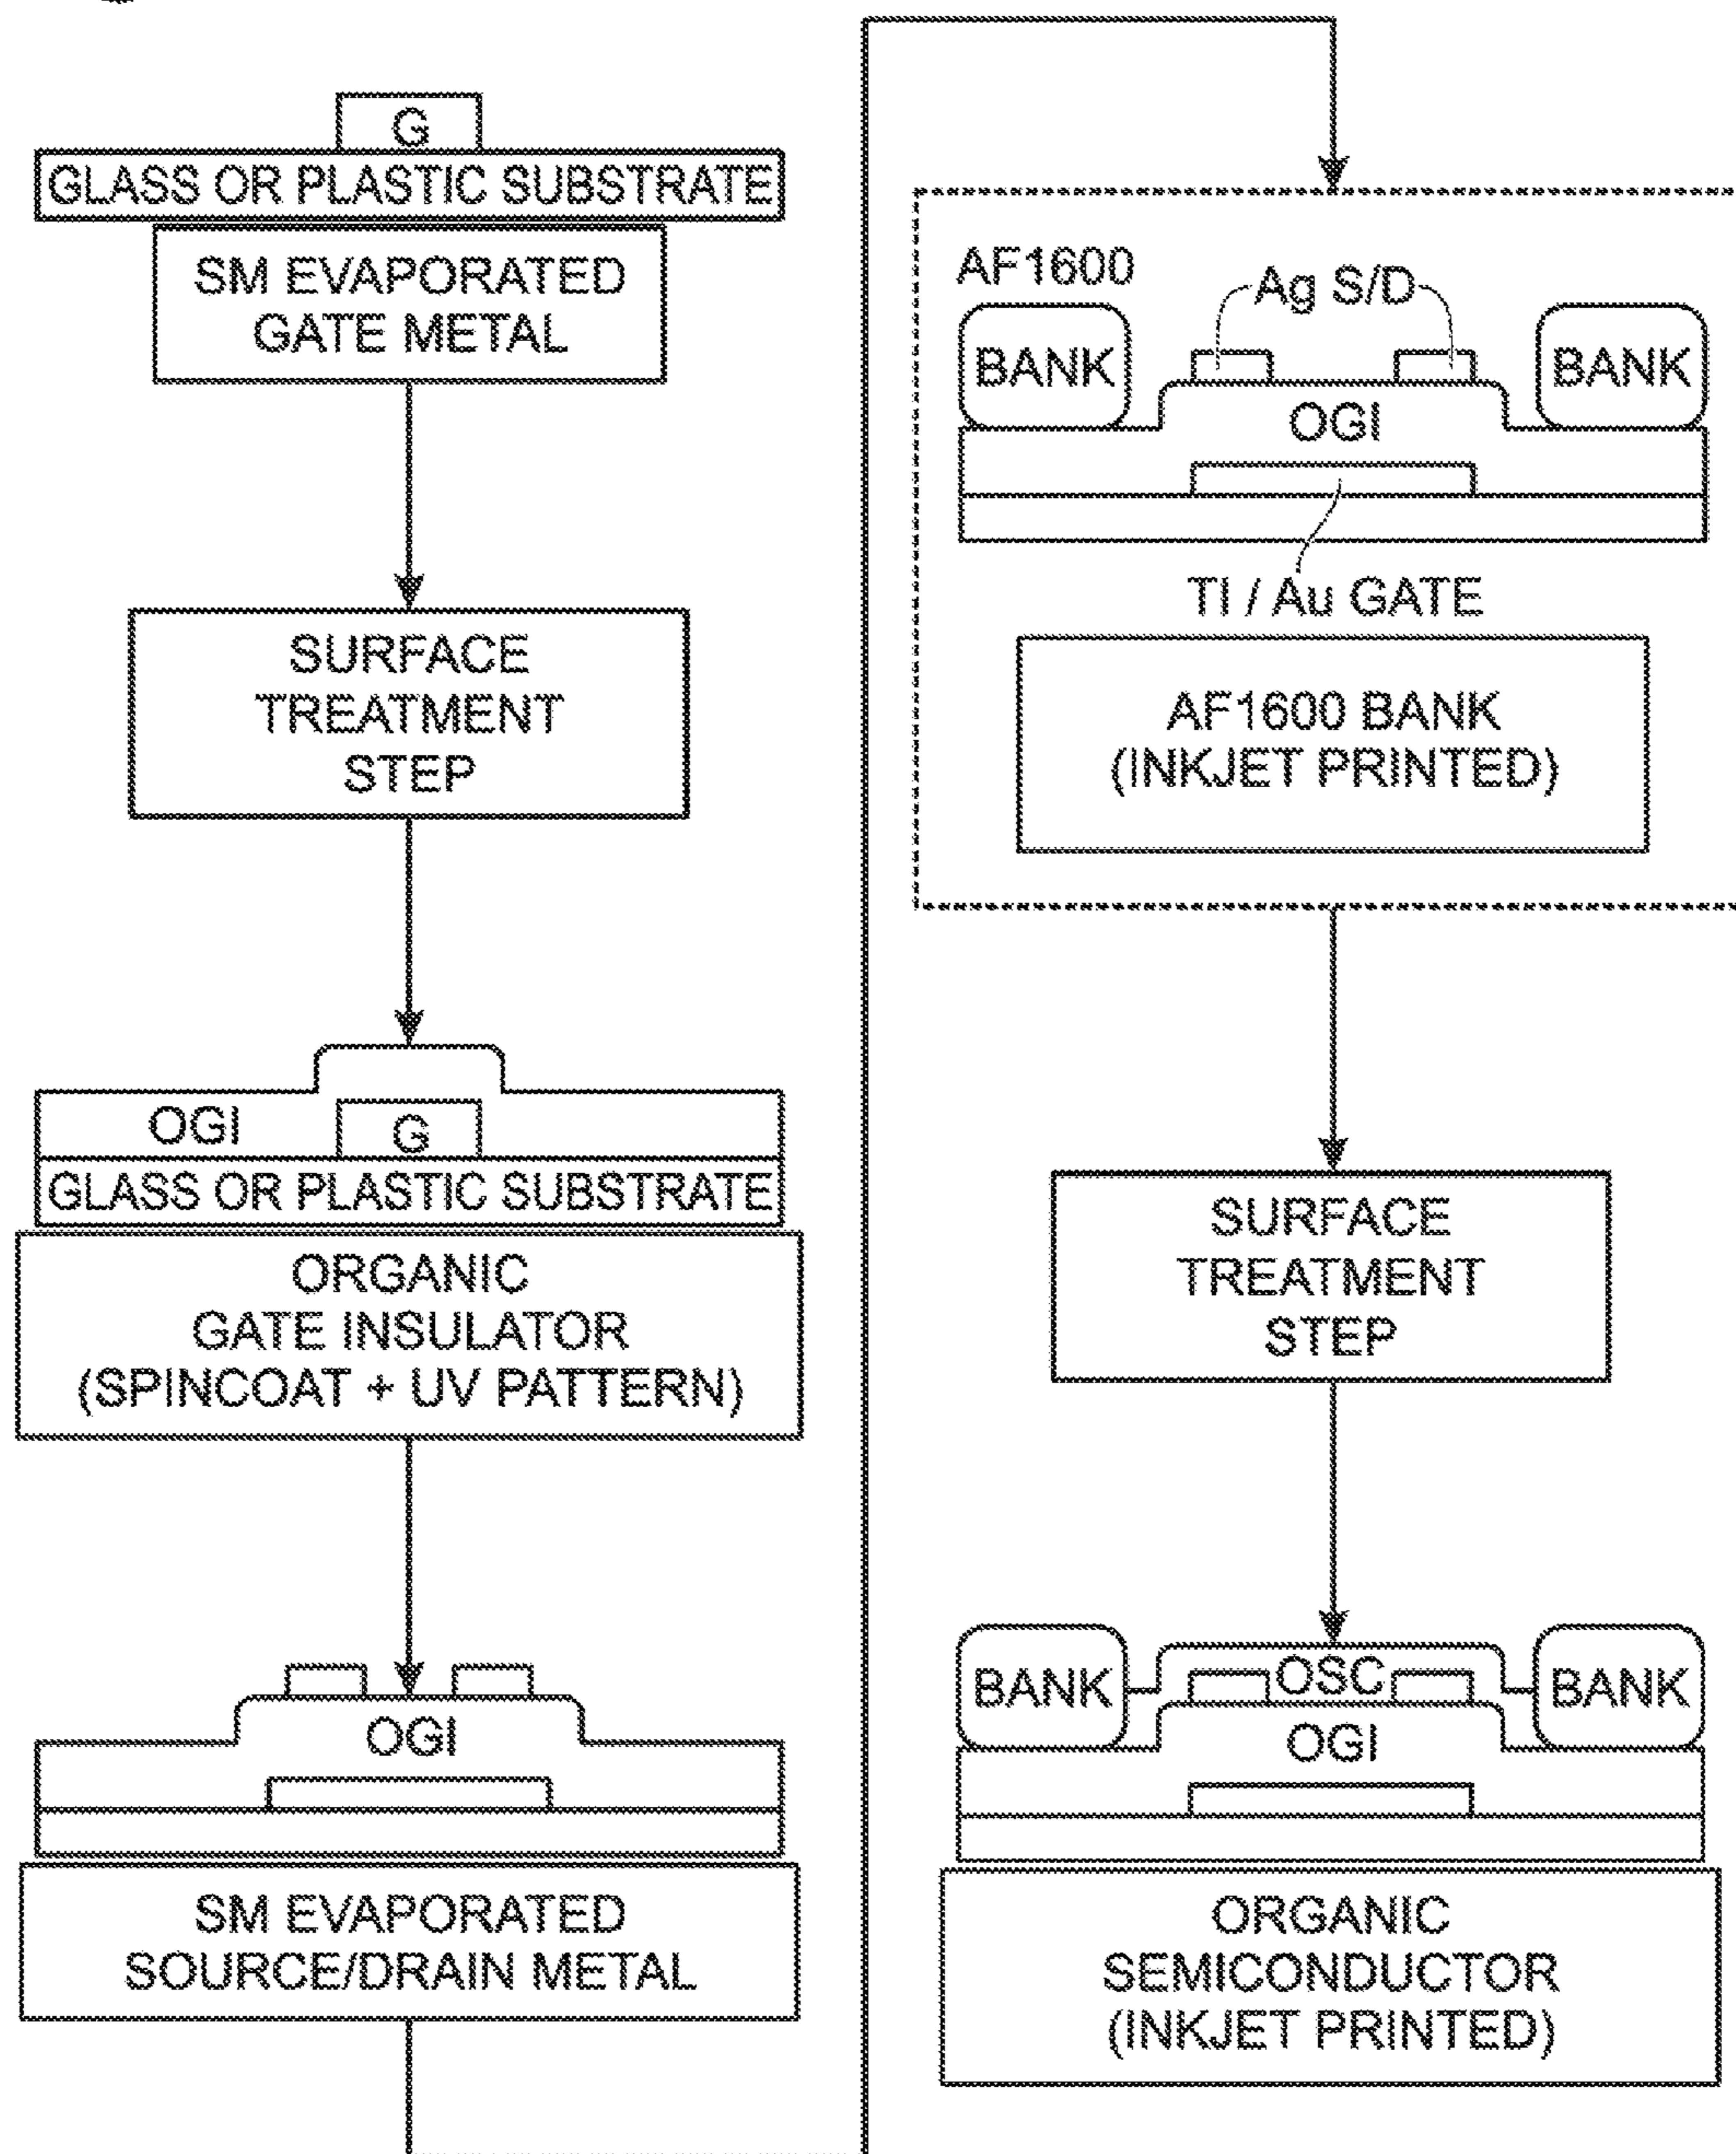 G
GLASS OR PLASTIC SUBSTRATE
SM EVAPORATED
GATE METAL
SURFACE
TREATMENT
STEP
OGI G
GLASS OR PLASTIC SUBSTRATE
ORGANIC
GATE INSULATOR
(SPINCOAT + UV PATTERN)
OGI
SM EVAPORATED
SOURCE/DRAIN METAL
AF1600 Ag S/D
BANK BANK
OGI
TI / Au GATE
AF1600 BANK
(INKJET PRINTED)
SURFACE
TREATMENT
STEP
BANK OSC BANK
OGI
ORGANIC
SEMICONDUCTOR
(INKJET PRINTED)